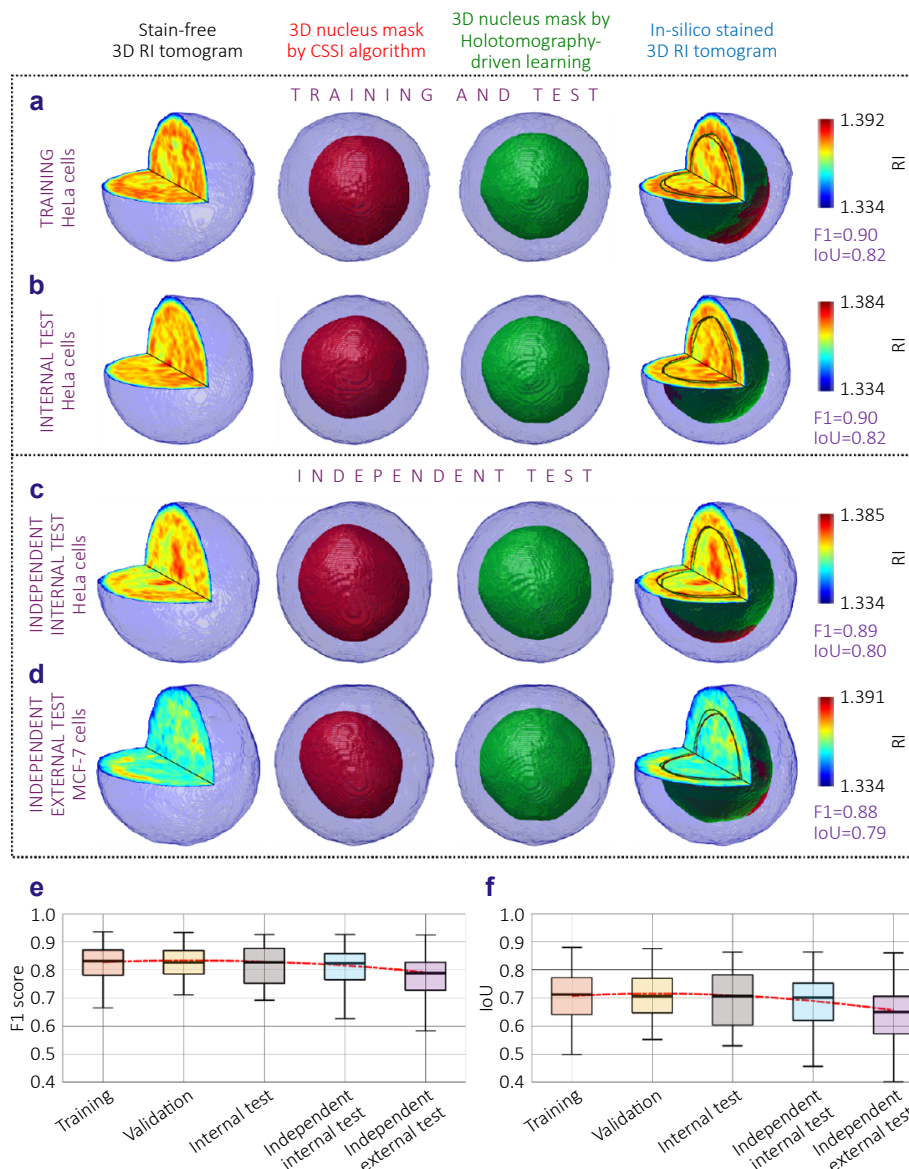 Stain-free
3D RI tomogram
3D nucleus mask
by CSSI algorithm
3D nucleus mask by
Holotomography-
driven learning
In-silico stained
3D RI tomogram
TRAINING AND TEST
a
TRAINING
HeLa cells
1.392
RI
1.334
F1=0.90
IoU=0.82
b
INTERNAL TEST
HeLa cells
1.384
RI
1.334
F1=0.90
IoU=0.82
INDEPENDENT TEST
c
INDEPENDENT
INTERNAL TEST
HeLa cells
1.385
RI
1.334
F1=0.89
IoU=0.80
d
INDEPENDENT
EXTERNAL TEST
MCF-7 cells
1.391
RI
1.334
F1=0.88
IoU=0.79
e
F1 score
1.0
0.9
0.8
0.7
0.6
0.5
0.4
Training
Validation
Internal test
Independent
internal test
Independent
external test
f
IoU
1.0
0.9
0.8
0.7
0.6
0.5
0.4
Training
Validation
Internal test
Independent
internal test
Independent
external test